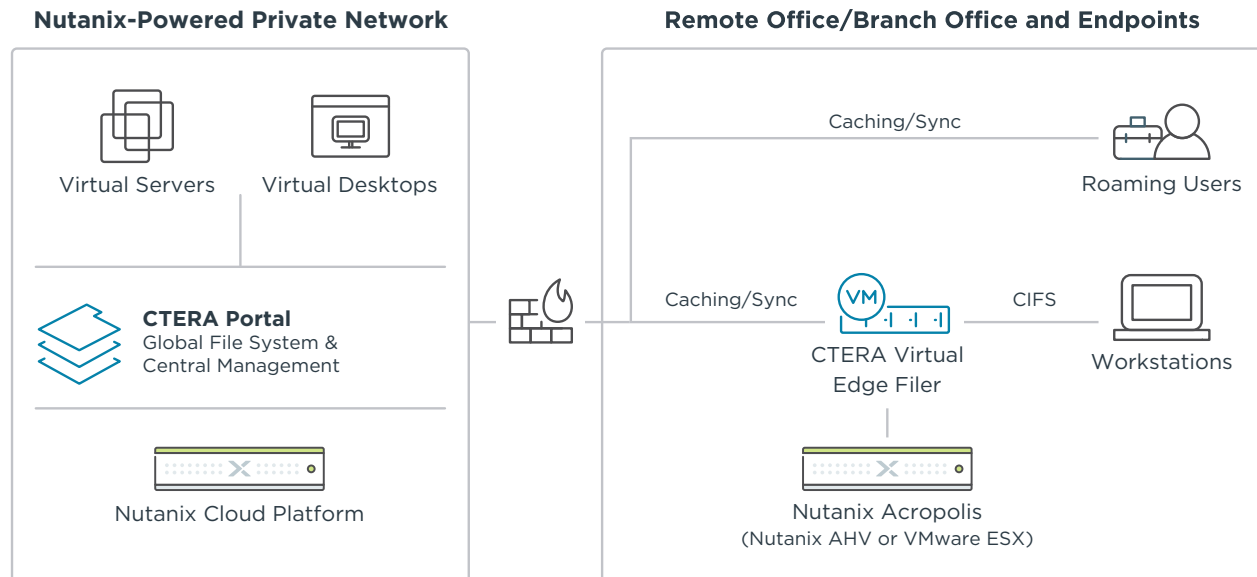 Nutanix-Powered Private Network
Virtual Servers
Virtual Desktops
CTERA Portal
Global File System &
Central Management
Nutanix Cloud Platform
Remote Office/Branch Office and Endpoints
Caching/Sync
Roaming Users
Caching/Sync
VM
CIFS
CTERA Virtual
Edge Filer
Workstations
Nutanix Acropolis
(Nutanix AHV or VMware ESX)